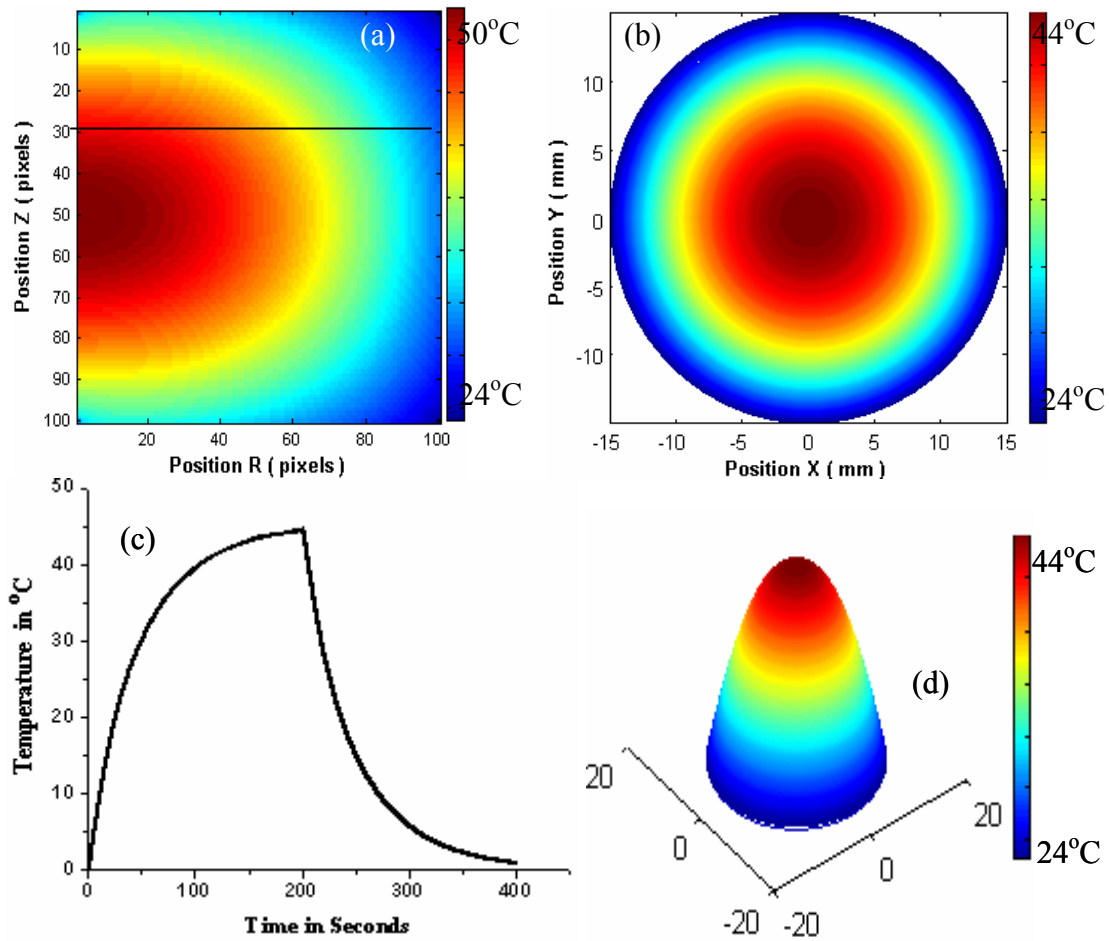 (a)
10
20
30
40
50
60
70
80
90
100
Position Z ( pixels )
20
40
60
80
100
Position R ( pixels )
50°C
24°C
(b)
10
5
0
-5
-10
Position Y ( mm )
-15
-10
-5
0
5
10
15
Position X ( mm )
44°C
24°C
(c)
50
40
30
20
10
0
Temperature in °C
0
100
200
300
400
Time in Seconds
(d)
20
0
-20
-20
0
20
44°C
24°C